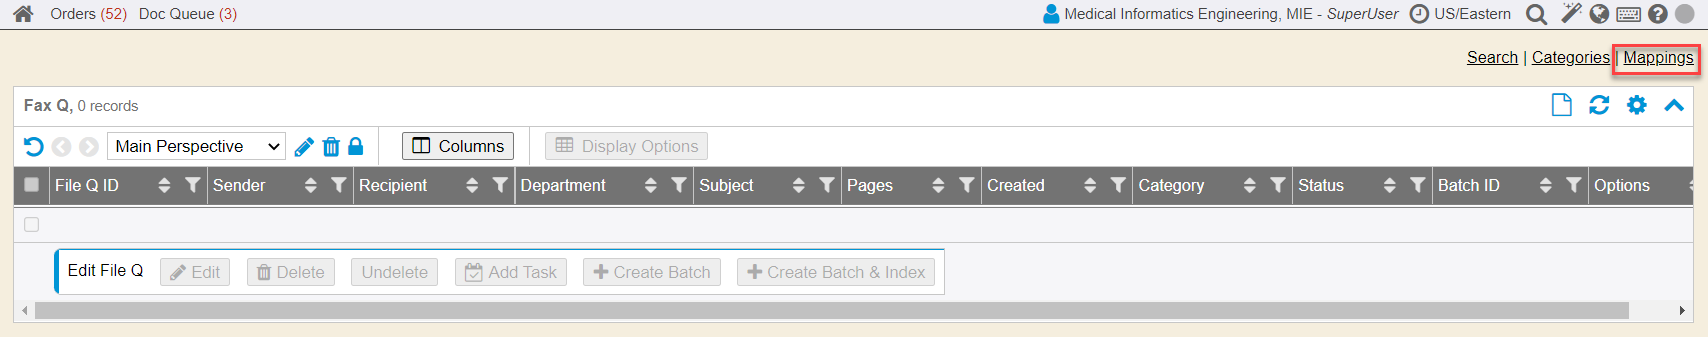 Orders (52) Doc Queue (3) Medical Informatics Engineering, MIE - SuperUser US/Eastern
Search | Categories | Mappings
Fax Q, 0 records
Main Perspective Columns Display Options
File Q ID Sender Recipient Department Subject Pages Created Category Status Batch ID Options
Edit File Q Edit Delete Undelete Add Task Create Batch Create Batch & Index